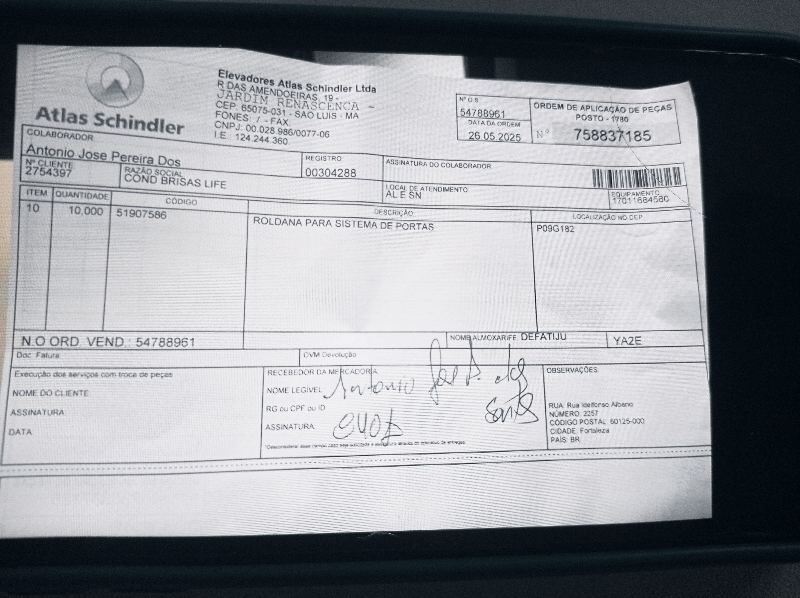 Atlas Schindler
Elevadores Atlas Schindler Ltda
R DAS AMENDOEIRAS, 19 -
JARDIM RENASCENCA -
CEP. 65075-031 - SAO LUIS - MA
FONES: / - FAX:
CNPJ: 00.028.986/0077-06
I.E.: 124.244.360
Nº O.S.
54788961
DATA DA ORDEM
26.05.2025
ORDEM DE APLICAÇÃO DE PEÇAS
POSTO - 1780
Nº 758837185
COLABORADOR
Antonio Jose Pereira Dos
REGISTRO
00304288
ASSINATURA DO COLABORADOR
Nº CLIENTE
2754397
RAZÃO SOCIAL
COND BRISAS LIFE
LOCAL DE ATENDIMENTO
AL E SN
EQUIPAMENTO
17011684580
ITEM QUANTIDADE CÓDIGO DESCRIÇÃO LOCALIZAÇÃO NO CEP
10 10,000 51907586 ROLDANA PARA SISTEMA DE PORTAS P09G182
N.O ORD. VEND.: 54788961
NOME ALMOXARIFE DEFATIJU YA2E
Doc. Fatura
OVM Devolução
Execução dos serviços com troca de peças
NOME DO CLIENTE:
ASSINATURA:
DATA:
RECEBEDOR DA MERCADORIA
NOME LEGÍVEL: Antonio
RG ou CPF ou ID
ASSINATURA:
OBSERVAÇÕES:
RUA: Rua Ildefonso Albano
NÚMERO: 2257
CÓDIGO POSTAL: 60125-000
CIDADE: Fortaleza
PAÍS: BR